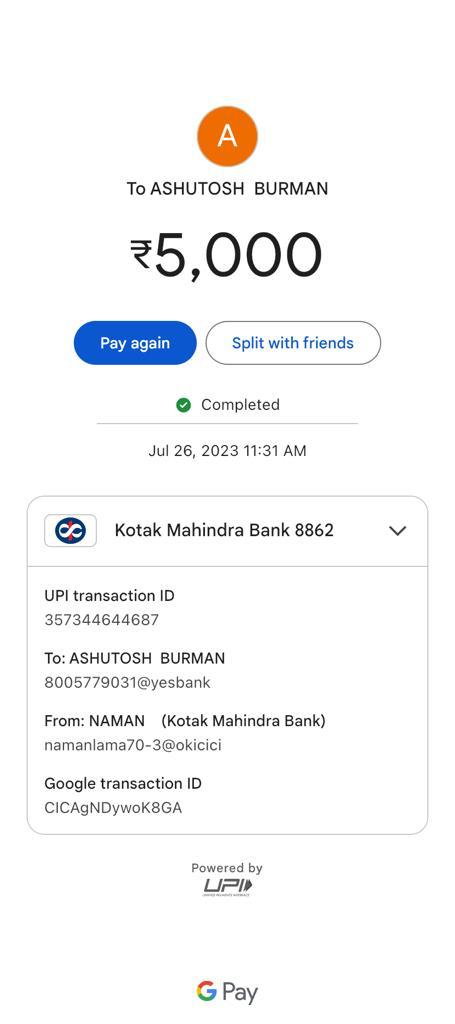 A
To ASHUTOSH BURMAN
₹5,000
Pay again
Split with friends
Completed
Jul 26, 2023 11:31 AM
Kotak Mahindra Bank 8862
UPI transaction ID
357344644687
To: ASHUTOSH BURMAN
8005779031@yesbank
From: NAMAN (Kotak Mahindra Bank)
namanlama70-3@okicici
Google transaction ID
CICAgNDywoK8GA
Powered by
UPI
UNIFIED PAYMENTS INTERFACE
G Pay